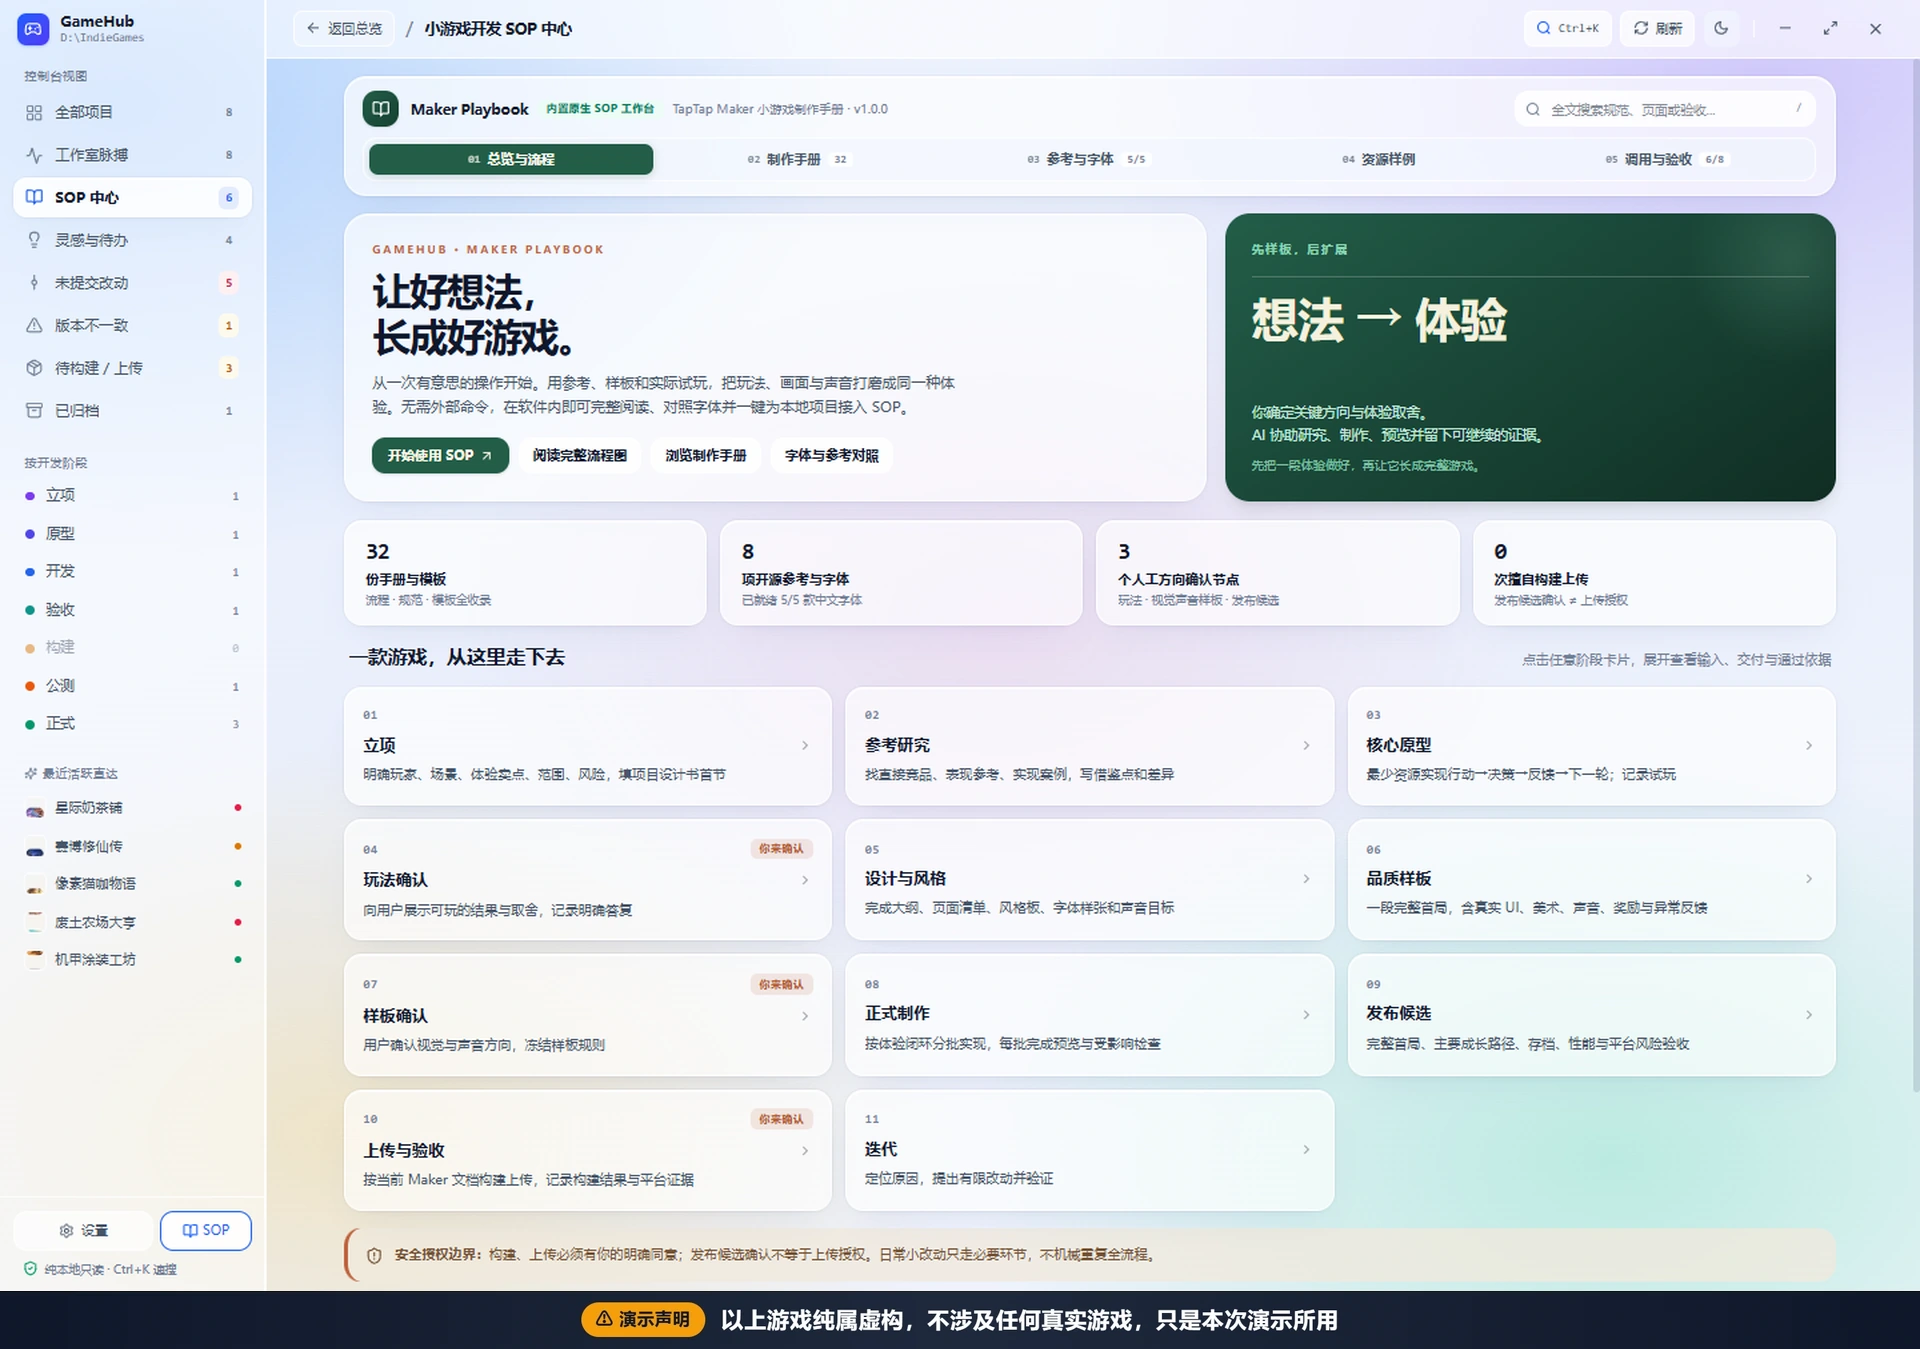 GameHub
D:\IndieGames
控制台视图
全部项目 8
工作室脉搏 8
SOP 中心 6
灵感与待办 4
未提交改动 5
版本不一致 1
待构建 / 上传 3
已归档 1
按开发阶段
立项 1
原型 1
开发 1
验收 1
构建 0
公测 1
正式 3
最近活跃直达
星际奶茶铺
赛博修仙传
像素猫咖物语
废土农场大亨
机甲涂装工坊
设置
SOP
纯本地只读 · Ctrl+K 速搜
返回总览 / 小游戏开发 SOP 中心
Ctrl+K
刷新
Maker Playbook 内置原生 SOP 工作台 TapTap Maker 小游戏制作手册 · v1.0.0
全文搜索规范、页面或验收... /
01 总览与流程
02 制作手册 32
03 参考与字体 5/5
04 资源样例
05 调用与验收 6/8
GAMEHUB · MAKER PLAYBOOK
让好想法，
长成好游戏。
从一次有意思的操作开始。用参考、样板和实际试玩，把玩法、画面与声音打磨成同一种体
验。无需外部命令，在软件内即可完整阅读、对照字体并一键为本地项目接入 SOP。
开始使用 SOP
阅读完整流程图
浏览制作手册
字体与参考对照
先样板，后扩展
想法 → 体验
你确定关键方向与体验取舍。
AI 协助研究、制作、预览并留下可继续的证据。
先把一段体验做好，再让它长成完整游戏。
32
份手册与模板
流程 · 规范 · 模板全收录
8
项开源参考与字体
已就绪 5/5 款中文字体
3
个人工方向确认节点
玩法 · 视觉声音样板 · 发布候选
0
次擅自构建上传
发布候选确认 ≠ 上传授权
一款游戏，从这里走下去
点击任意阶段卡片，展开查看输入、交付与通过依据
01
立项
明确玩家、场景、体验卖点、范围、风险，填项目设计书首节
02
参考研究
找直接竞品、表现参考、实现案例，写借鉴点和差异
03
核心原型
最少资源实现行动→决策→反馈→下一轮；记录试玩
04 你来确认
玩法确认
向用户展示可玩的结果与取舍，记录明确答复
05
设计与风格
完成大纲、页面清单、风格板、字体样张和声音目标
06
品质样板
一段完整首局，含真实 UI、美术、声音、奖励与异常反馈
07 你来确认
样板确认
用户确认视觉与声音方向，冻结样板规则
08
正式制作
按体验闭环分批实现，每批完成预览与受影响检查
09
发布候选
完整首局、主要成长路径、存档、性能与平台风险验收
10 你来确认
上传与验收
按当前 Maker 文档构建上传，记录构建结果与平台证据
11
迭代
定位原因，提出有限改动并验证
安全授权边界：构建、上传必须有你的明确同意；发布候选确认不等于上传授权。日常小改动只走必要环节，不机械重复全流程。
演示声明 以上游戏纯属虚构，不涉及任何真实游戏，只是本次演示所用